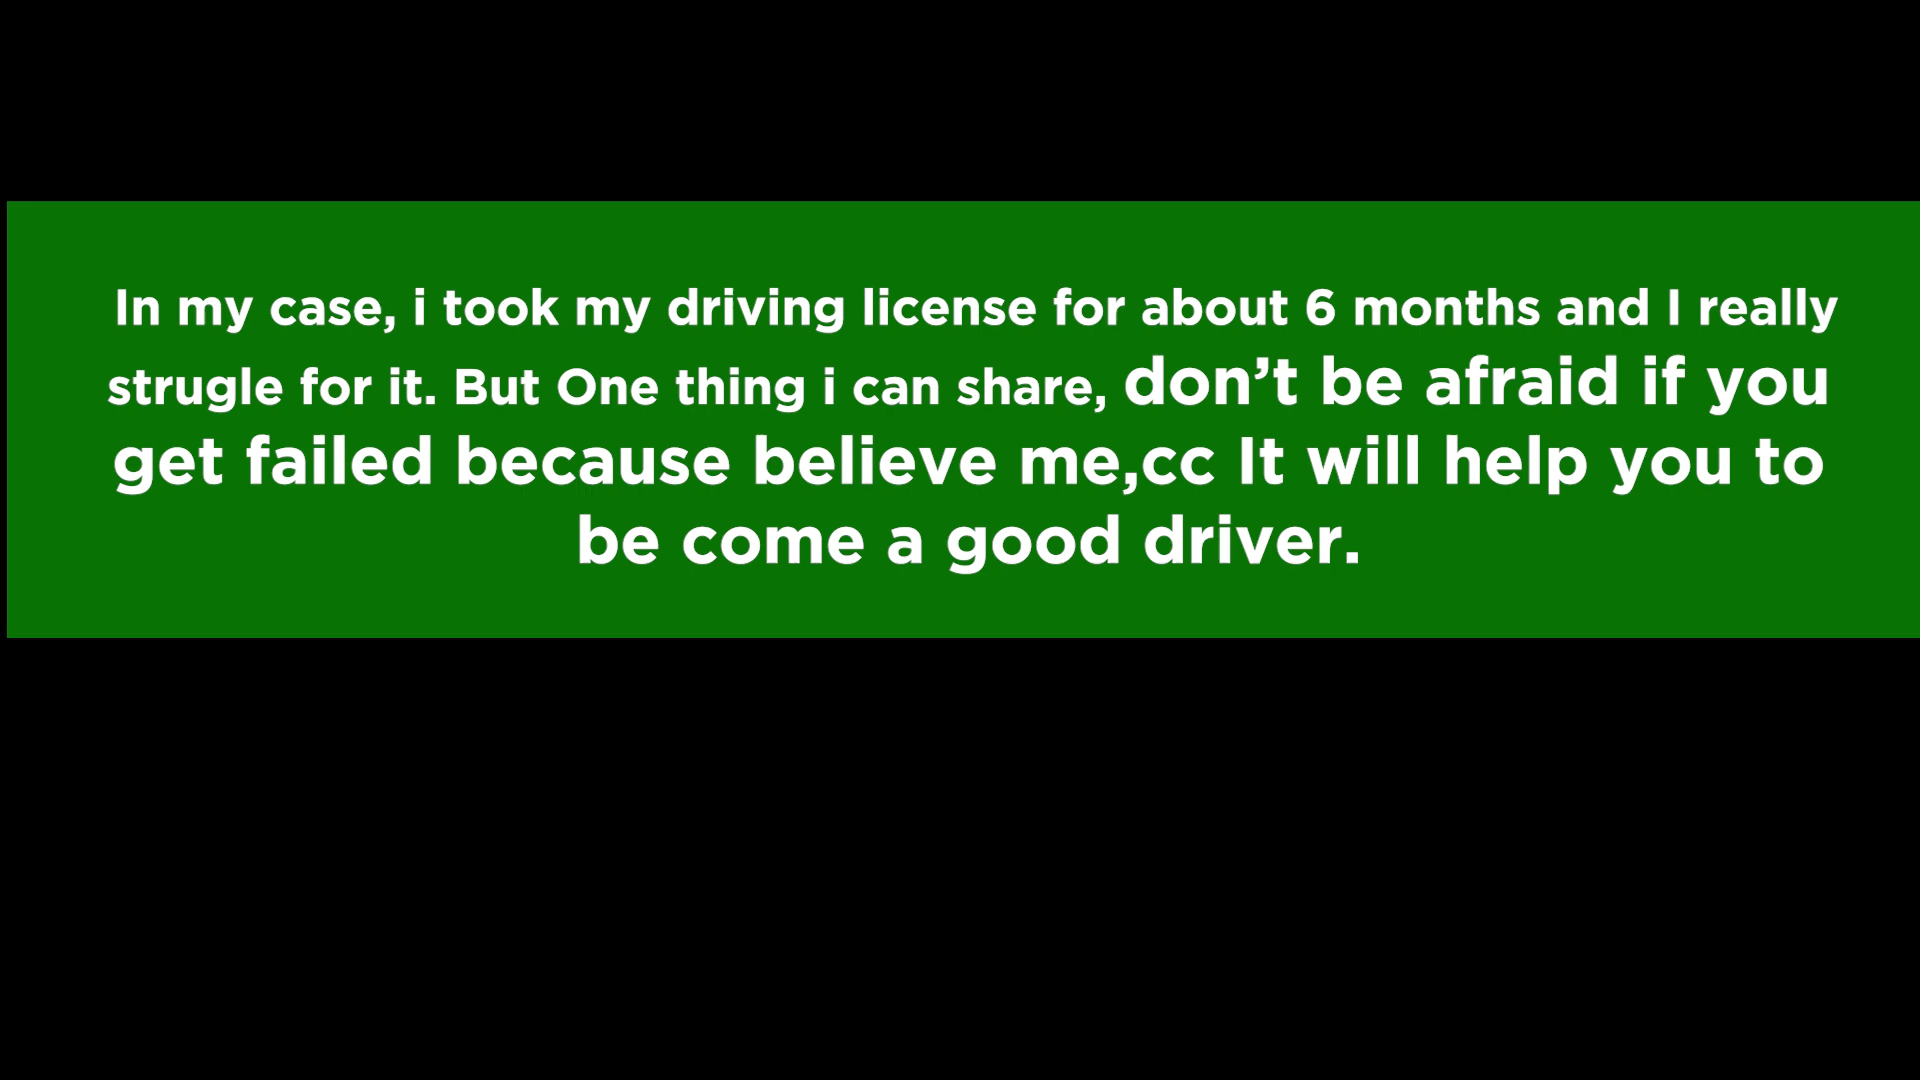 In my case, i took my driving license for about 6 months and I really
strugle for it. But One thing i can share, don’t be afraid if you
get failed because believe me,cc It will help you to
be come a good driver.